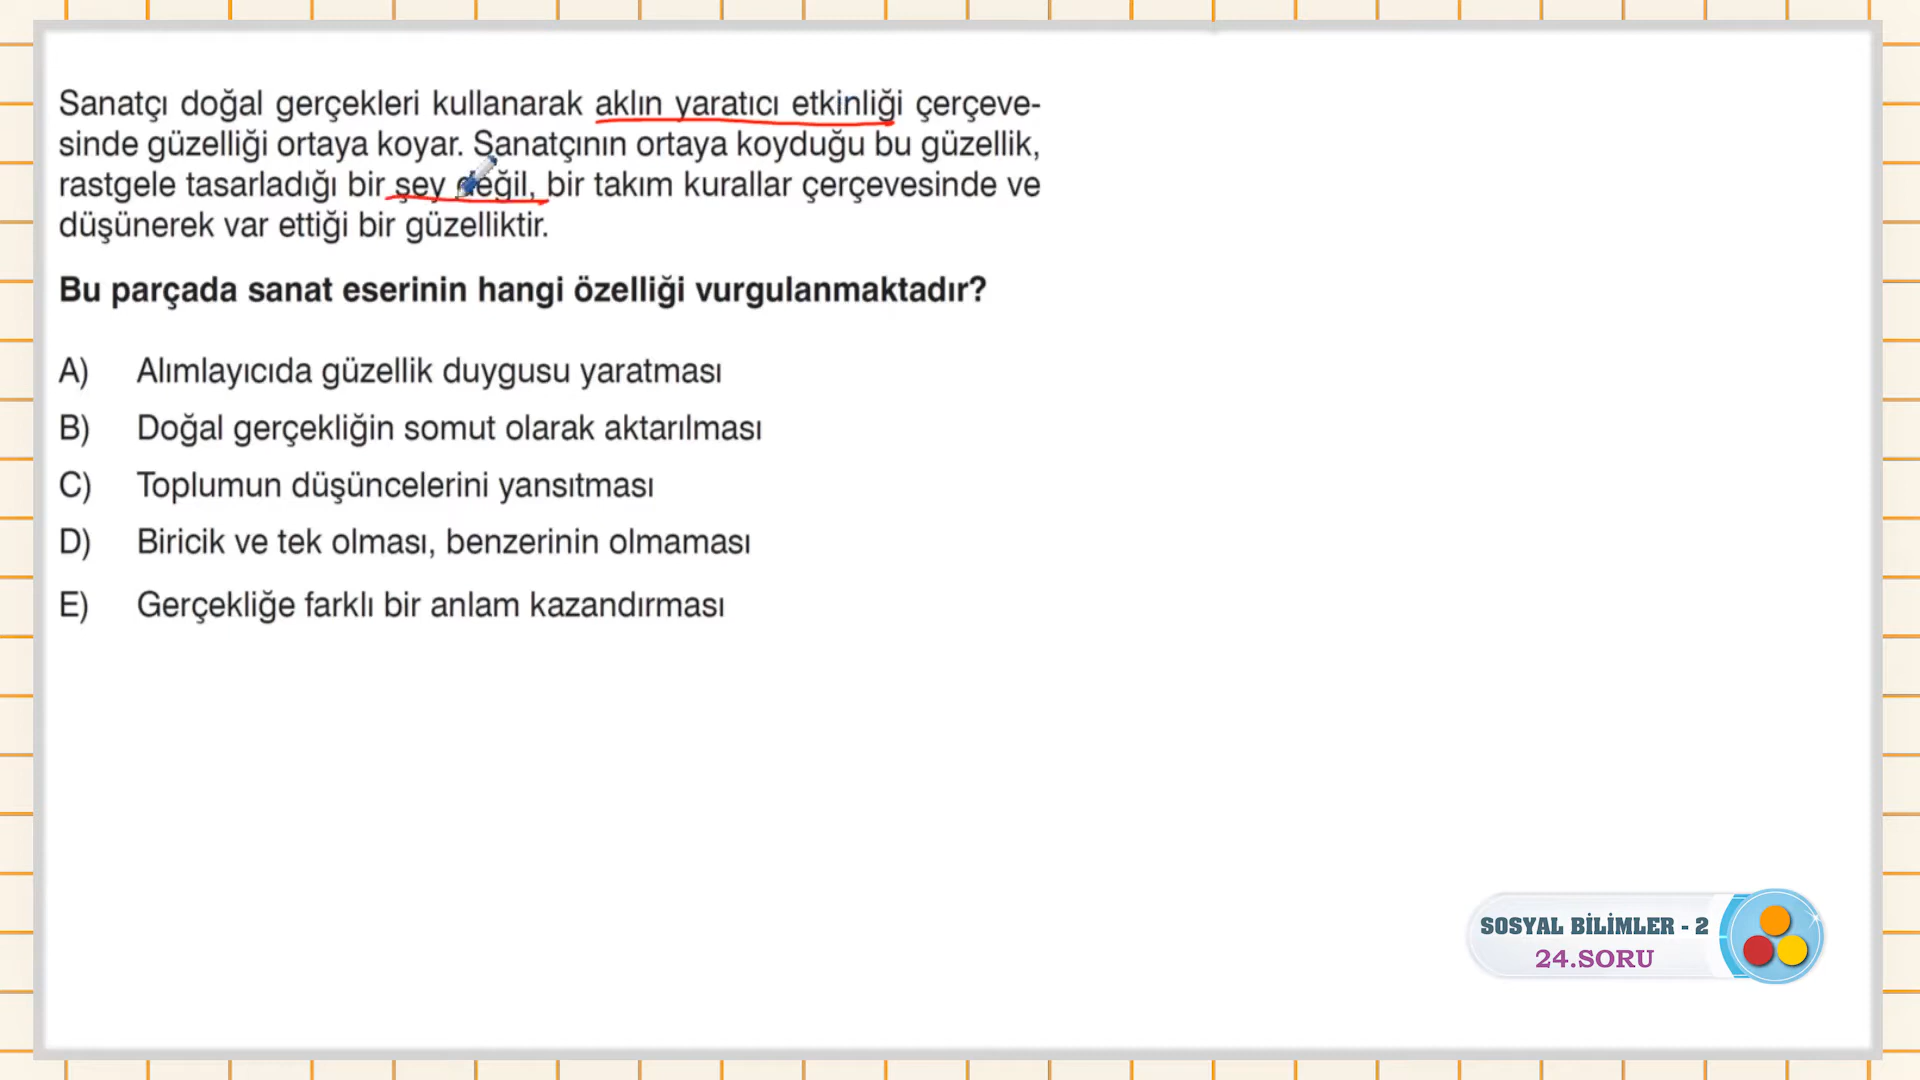 Sanatçı doğal gerçekleri kullanarak aklın yaratıcı etkinliği çerçeve-
sinde güzelliği ortaya koyar. Sanatçının ortaya koyduğu bu güzellik,
rastgele tasarladığı bir şey değil, bir takım kurallar çerçevesinde ve
düşünerek var ettiği bir güzelliktir.
Bu parçada sanat eserinin hangi özelliği vurgulanmaktadır?
A) Alımlayıcıda güzellik duygusu yaratması
B) Doğal gerçekliğin somut olarak aktarılması
C) Toplumun düşüncelerini yansıtması
D) Biricik ve tek olması, benzerinin olmaması
E) Gerçekliğe farklı bir anlam kazandırması
SOSYAL BİLİMLER - 2
24.SORU